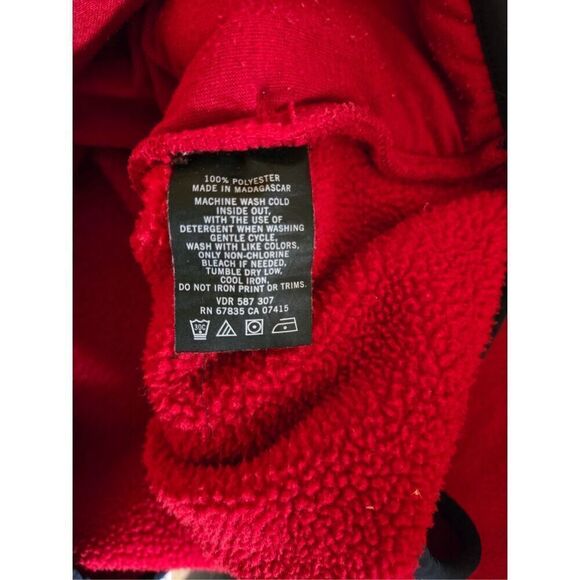 100% POLYESTER
MADE IN MADAGASCAR
MACHINE WASH COLD
INSIDE OUT,
WITH THE USE OF
DETERGENT WHEN WASHING
GENTLE CYCLE,
WASH WITH LIKE COLORS,
ONLY NON-CHLORINE
BLEACH IF NEEDED,
TUMBLE DRY LOW,
COOL IRON,
DO NOT IRON PRINT OR TRIMS.
VDR 587 307
RN 67835 CA 07415
30C